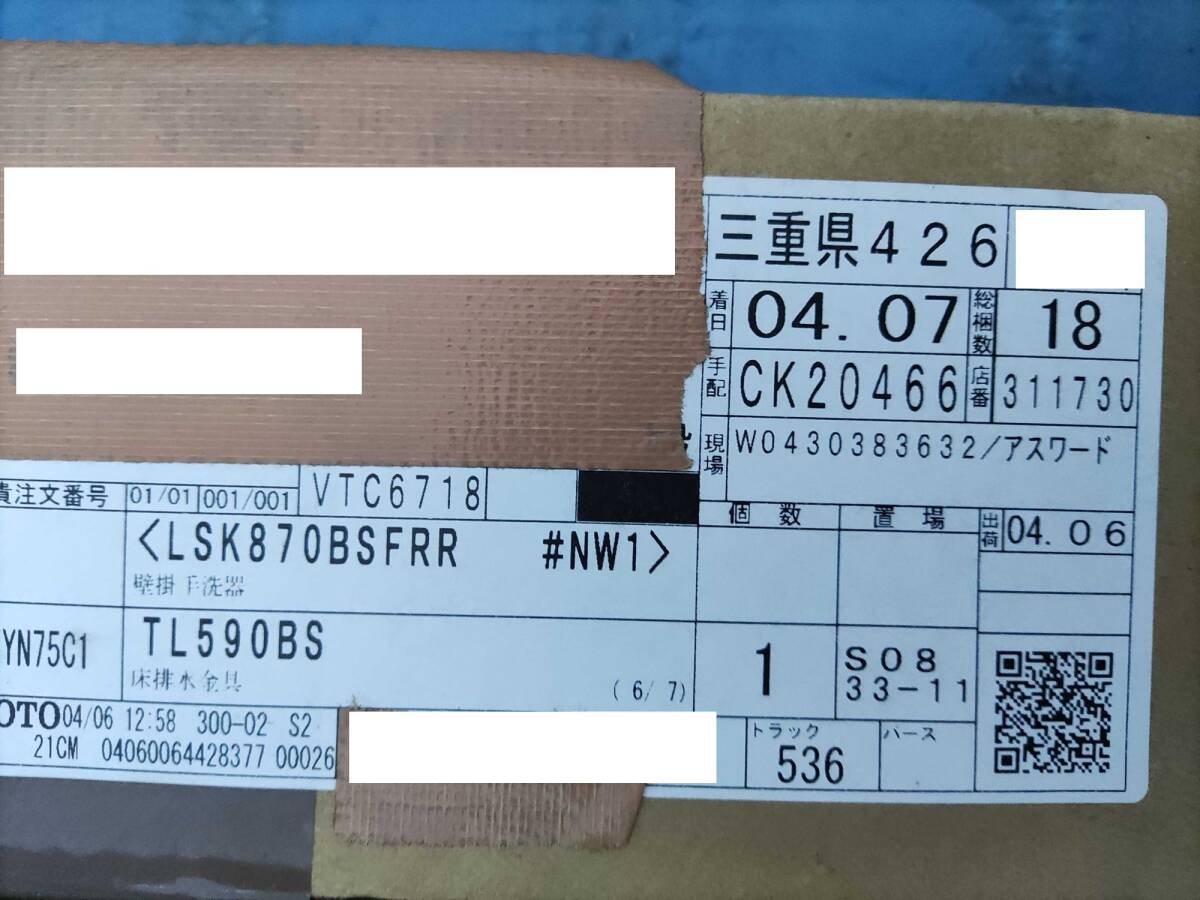 三重県426
着日 04.07 総梱数 18
手配 CK20466 店番 311730
現場 W0430383632/アスワード
貴注文番号 01/01 001/001 VTC6718
個数 置場 出荷 04.06
<LSK870BSFRR #NW1>
壁掛手洗器
YN75C1 TL590BS 1 S08
床排水金具 (6/7) 33-11
TOTO 04/06 12:58 300-02 S2
21CM 04060064428377 00026
トラック 536 バース